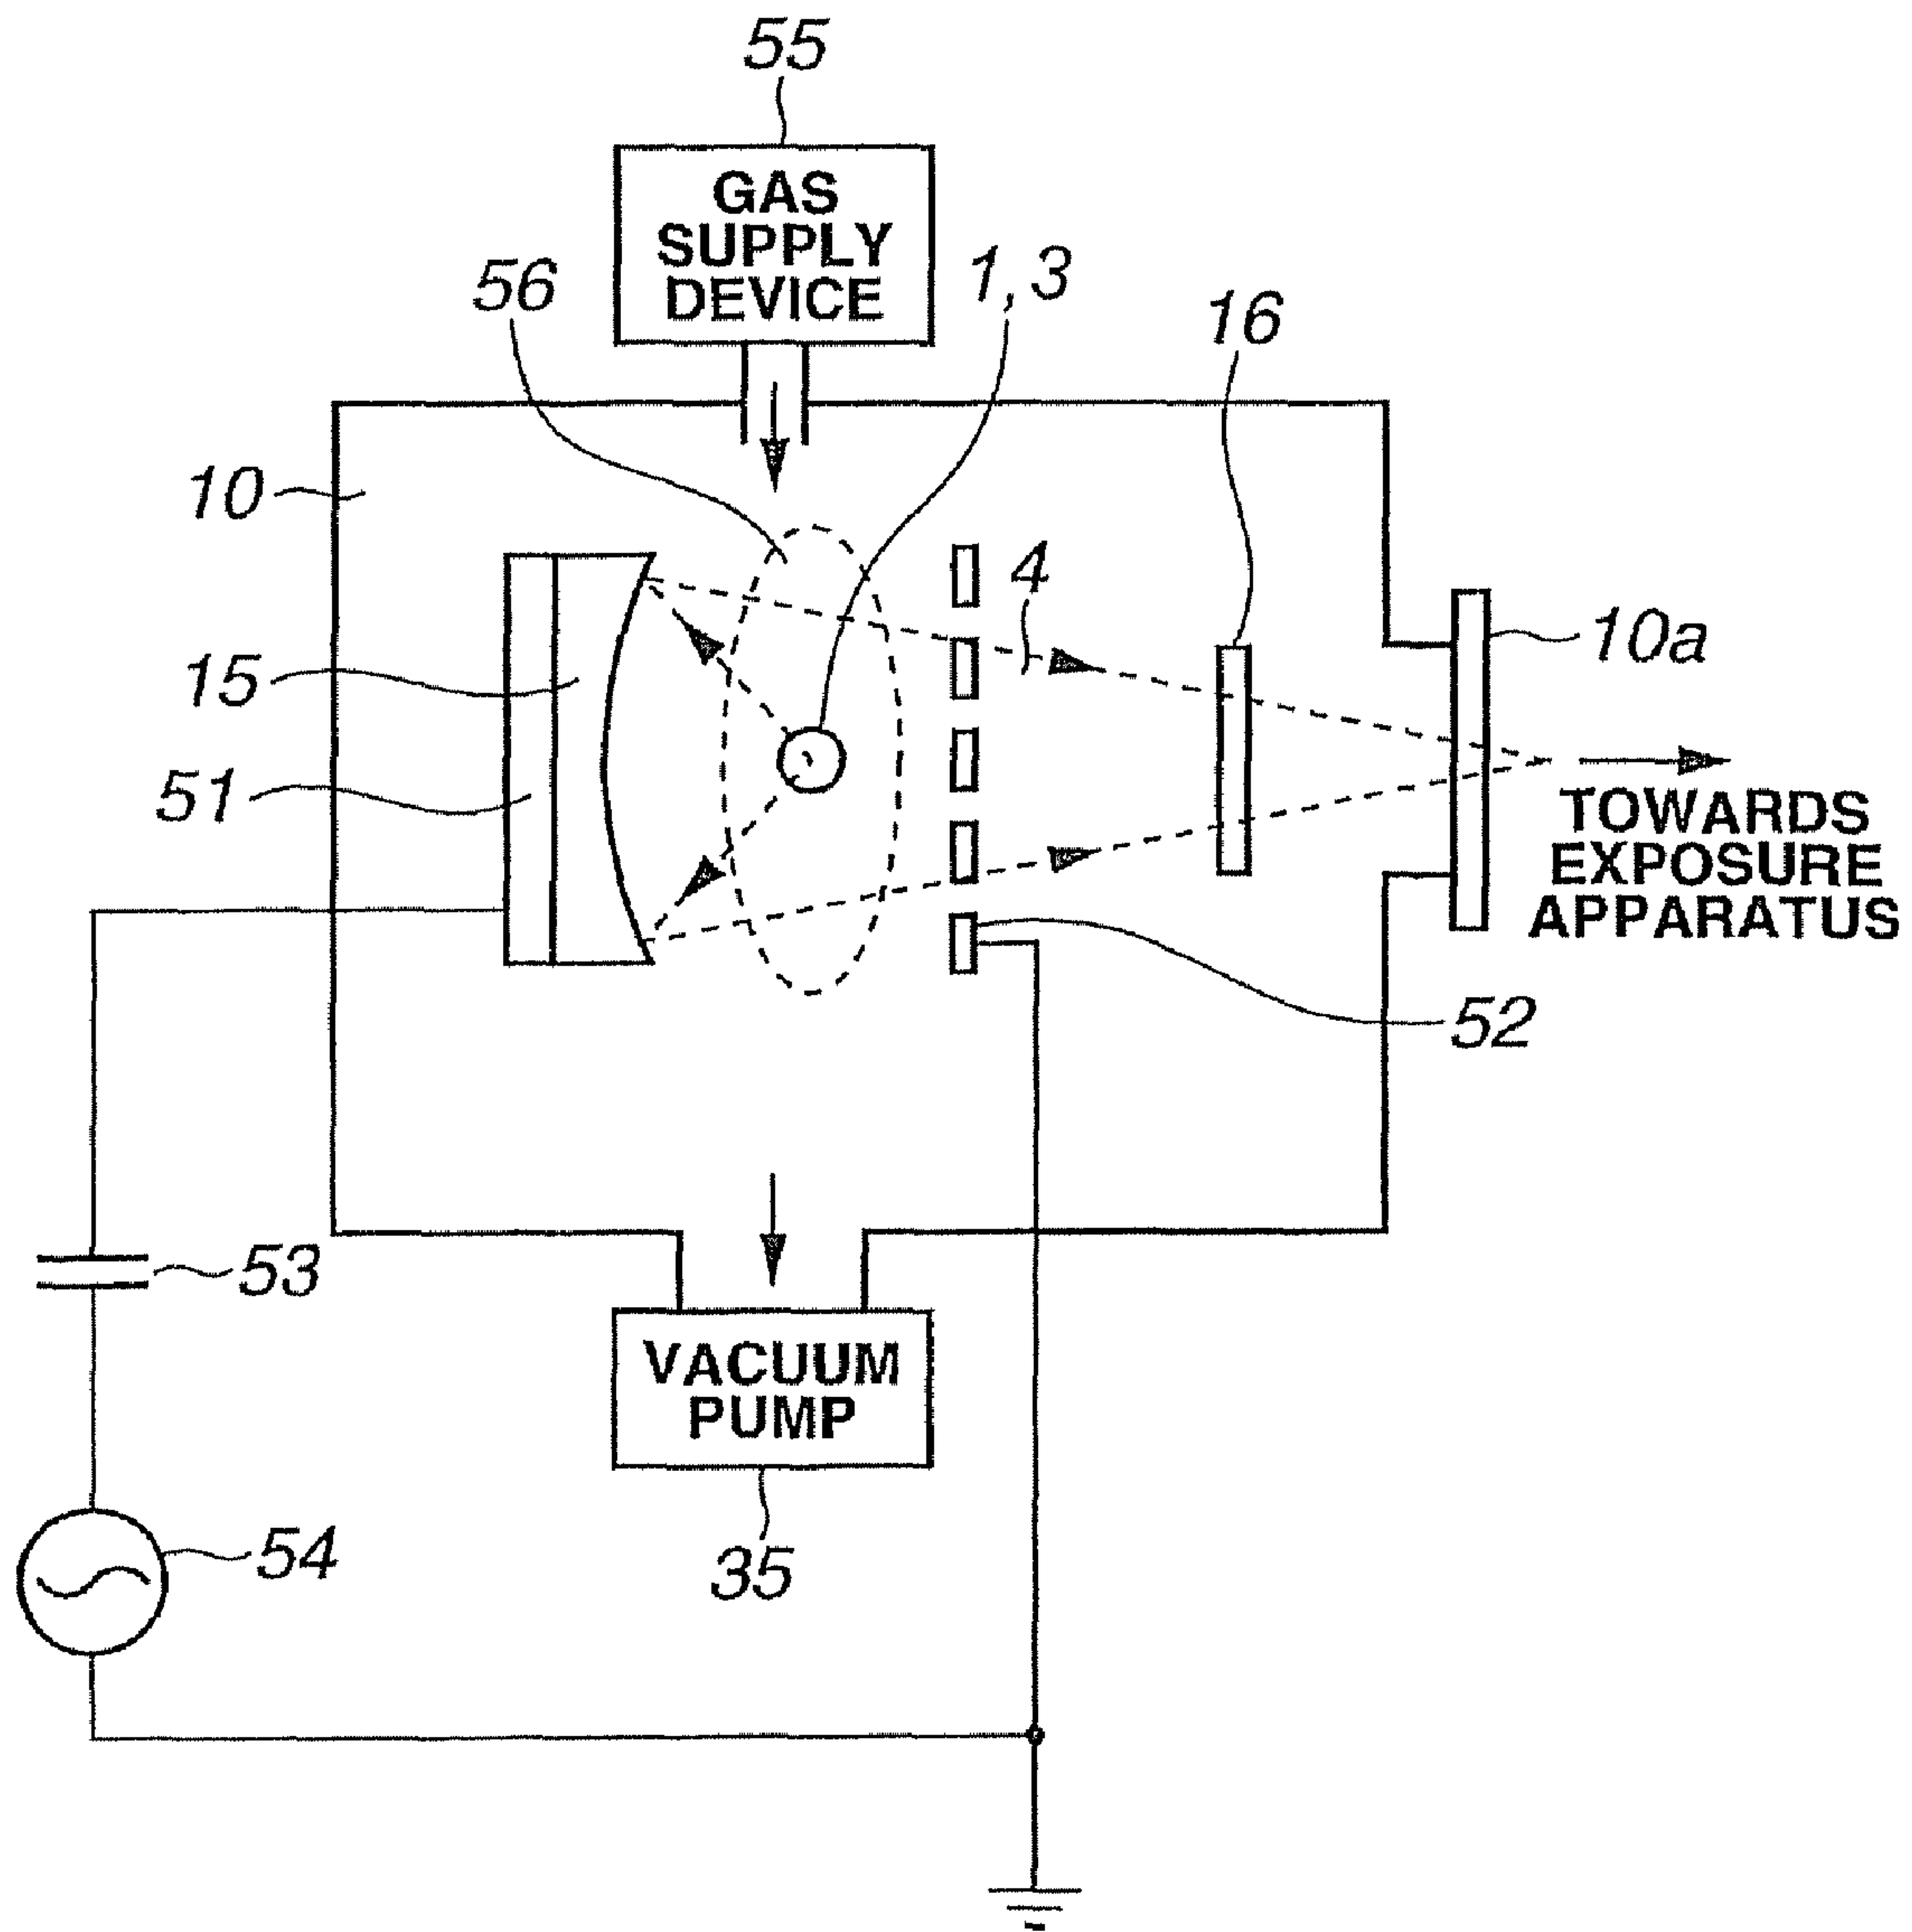 55
GAS
SUPPLY
DEVICE
56
1, 3
16
10
4
10a
15
51
TOWARDS
EXPOSURE
APPARATUS
52
53
VACUUM
PUMP
54
35